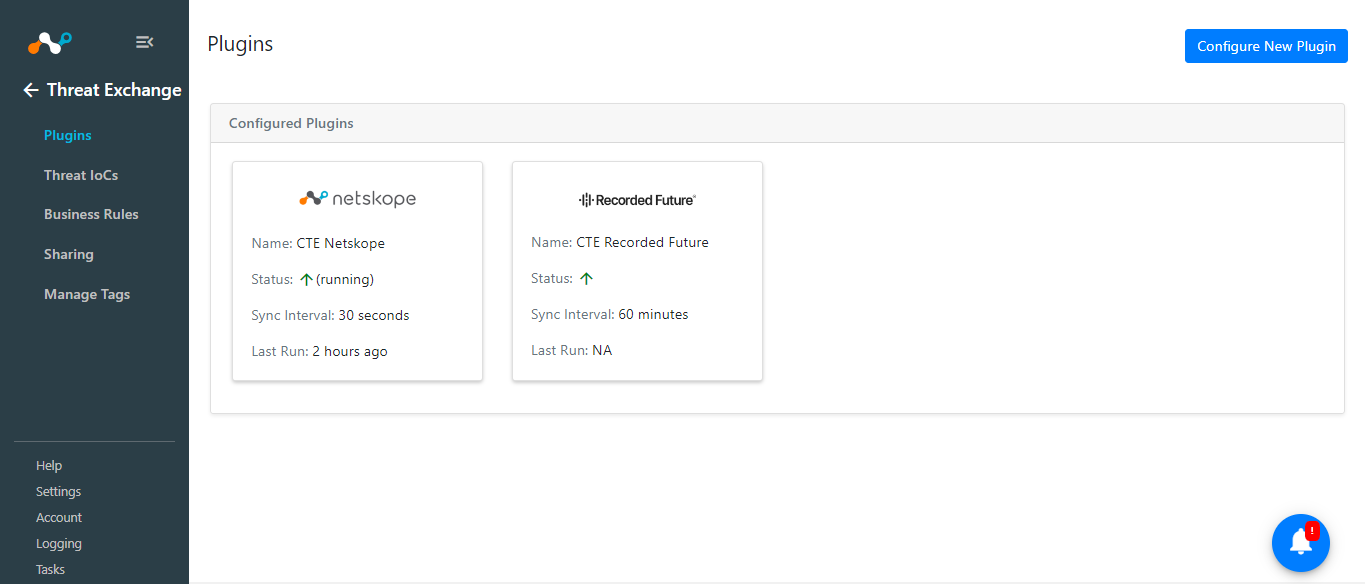 Threat Exchange
Plugins
Threat IoCs
Business Rules
Sharing
Manage Tags
Help
Settings
Account
Logging
Tasks
Plugins
Configure New Plugin
Configured Plugins
netskope
Name: CTE Netskope
Status: (running)
Sync Interval: 30 seconds
Last Run: 2 hours ago
Recorded Future®
Name: CTE Recorded Future
Status:
Sync Interval: 60 minutes
Last Run: NA
!